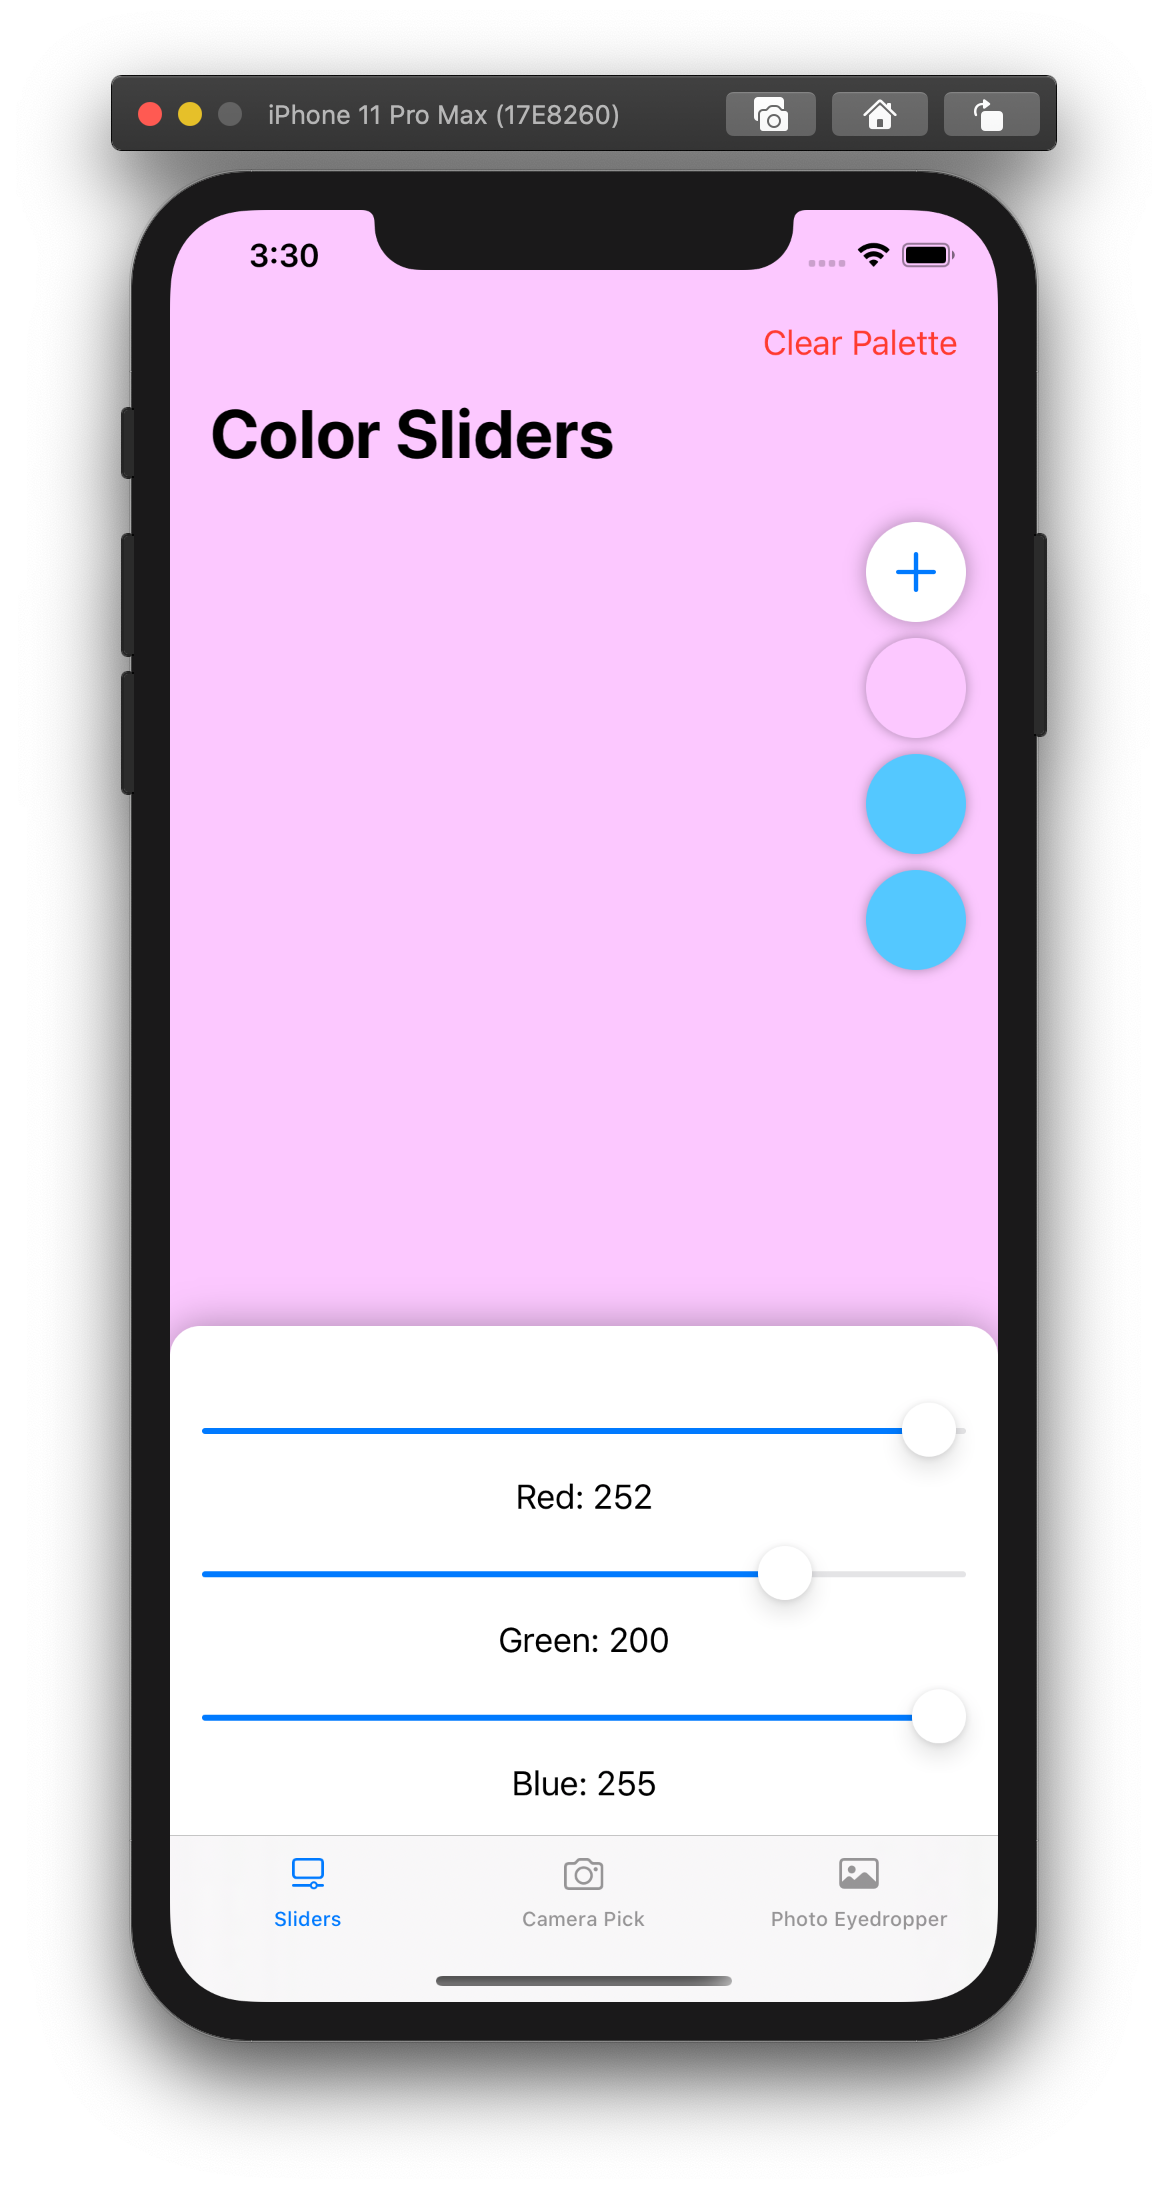 iPhone 11 Pro Max (17E8260)
3:30
Clear Palette
Color Sliders
Red: 252
Green: 200
Blue: 255
Sliders
Camera Pick
Photo Eyedropper